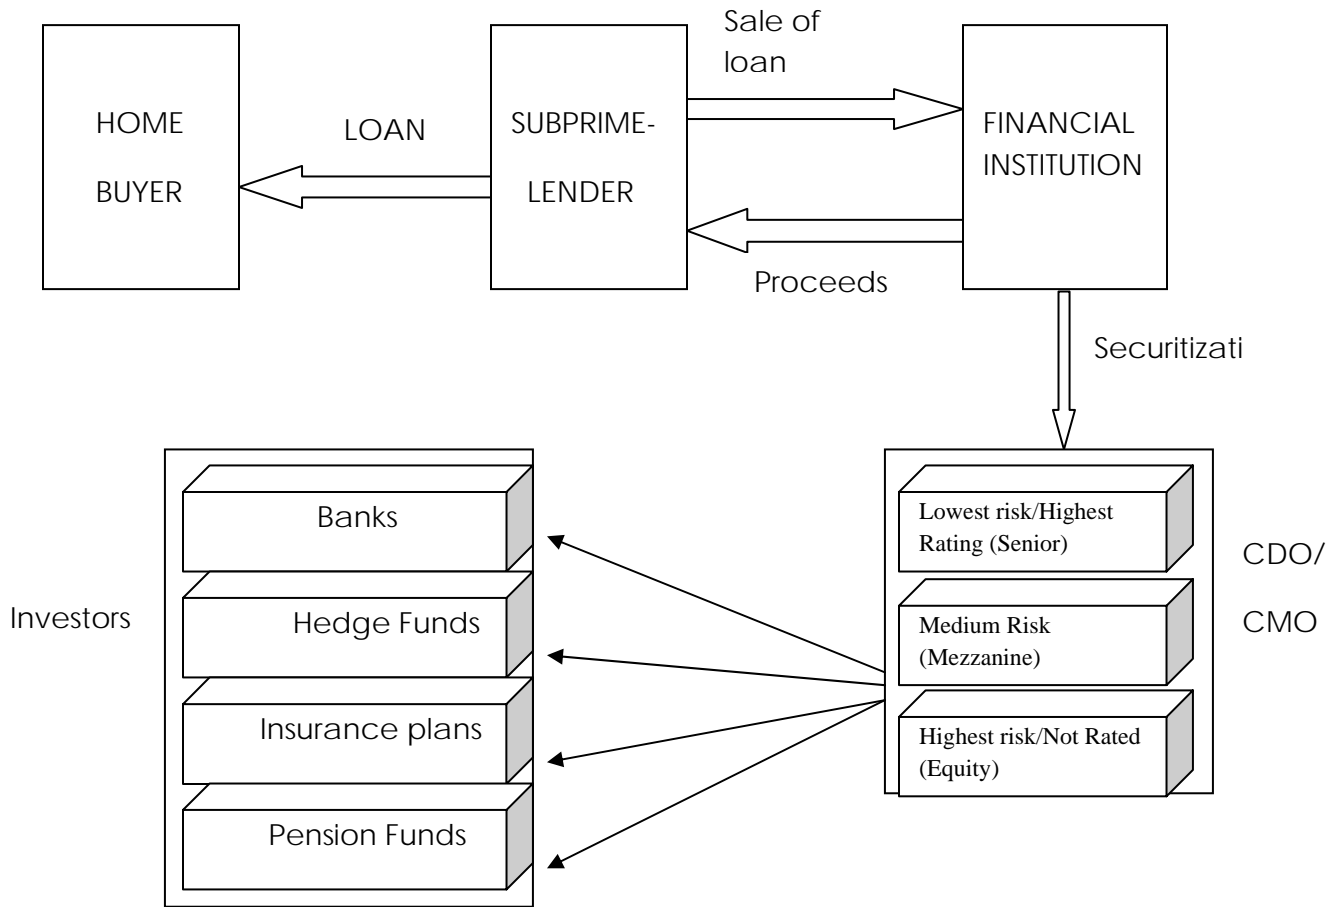 Sale of
loan
HOME
BUYER
LOAN
SUBPRIME-
LENDER
FINANCIAL
INSTITUTION
Proceeds
Securitizati
Investors
Banks
Hedge Funds
Insurance plans
Pension Funds
Lowest risk/Highest
Rating (Senior)
Medium Risk
(Mezzanine)
Highest risk/Not Rated
(Equity)
CDO/
CMO